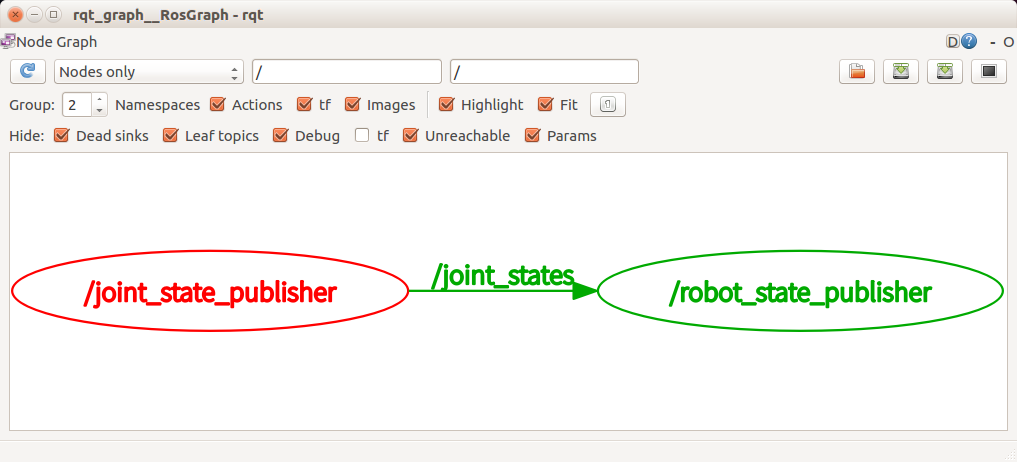 rqt_graph__RosGraph - rqt
Node Graph D ? - O
Nodes only / /
Group: 2 Namespaces Actions tf Images Highlight Fit
Hide: Dead sinks Leaf topics Debug tf Unreachable Params
/joint_state_publisher /joint_states /robot_state_publisher